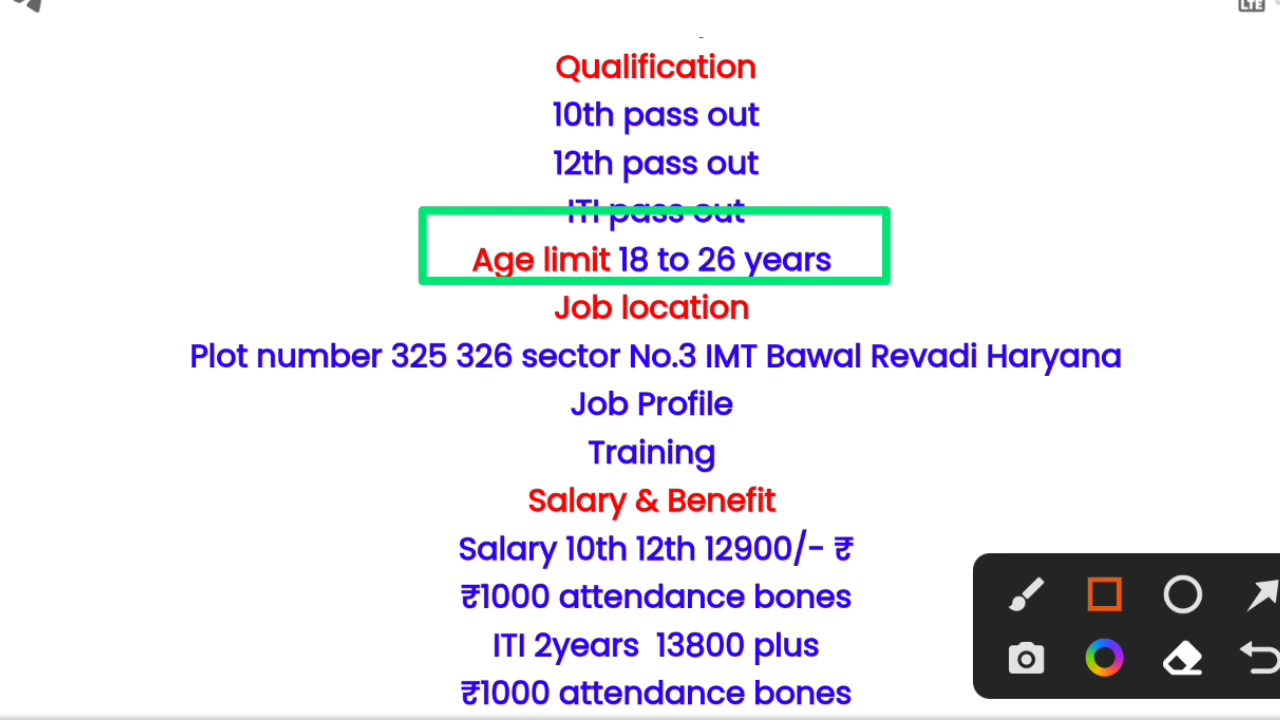 LTE
Qualification
10th pass out
12th pass out
ITI pass out
Age limit 18 to 26 years
Job location
Plot number 325 326 sector No.3 IMT Bawal Revadi Haryana
Job Profile
Training
Salary & Benefit
Salary 10th 12th 12900/- ₹
₹1000 attendance bones
ITI 2years 13800 plus
₹1000 attendance bones